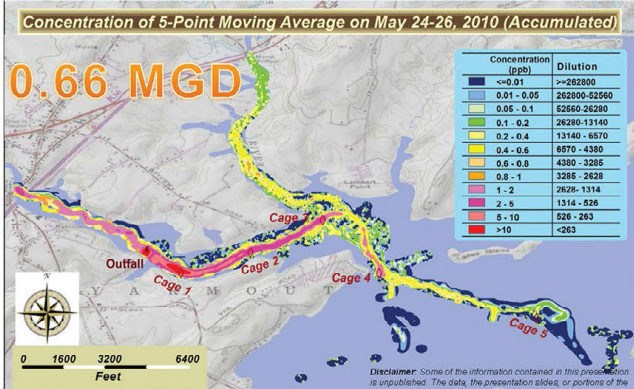 Concentration of 5-Point Moving Average on May 24-26, 2010 (Accumulated)
0.66 MGD
Concentration (ppb) Dilution
<=0.01 >=262800
0.01 - 0.05 262800-52560
0.05 - 0.1 52560-26280
0.1 - 0.2 26280-13140
0.2 - 0.4 13140 - 6570
0.4 - 0.6 6570 - 4380
0.6 - 0.8 4380 - 3285
0.8 - 1 3285 - 2628
1 - 2 2628 - 1314
2 - 5 1314 - 526
5 - 10 526 - 263
>10 <263
RIVER
Lambert Point
Cage 3
Outfall
Cage 2
Cage 1
Cage 4
YARMOUT
Cage 5
N
0 1600 3200 6400
Feet
Disclaimer: Some of the information contained in this presentation
is unpublished. The data, the presentation slides, or portions of the